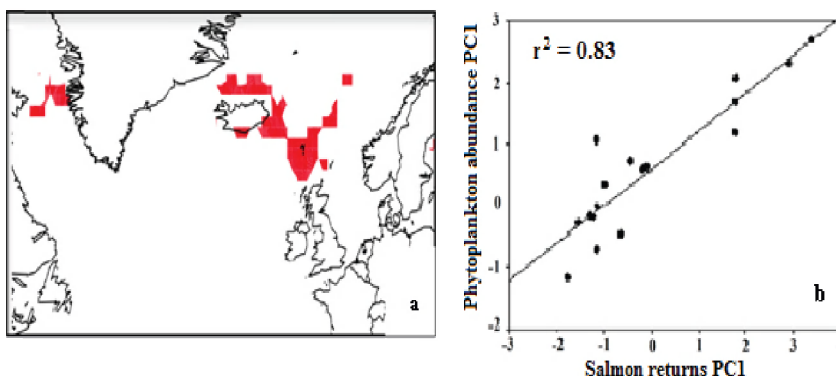 a
r² = 0.83
Phytoplankton abundance PC1
3
2
1
0
-1
-2
-3
-2
-1
0
1
2
3
b
Salmon returns PC1